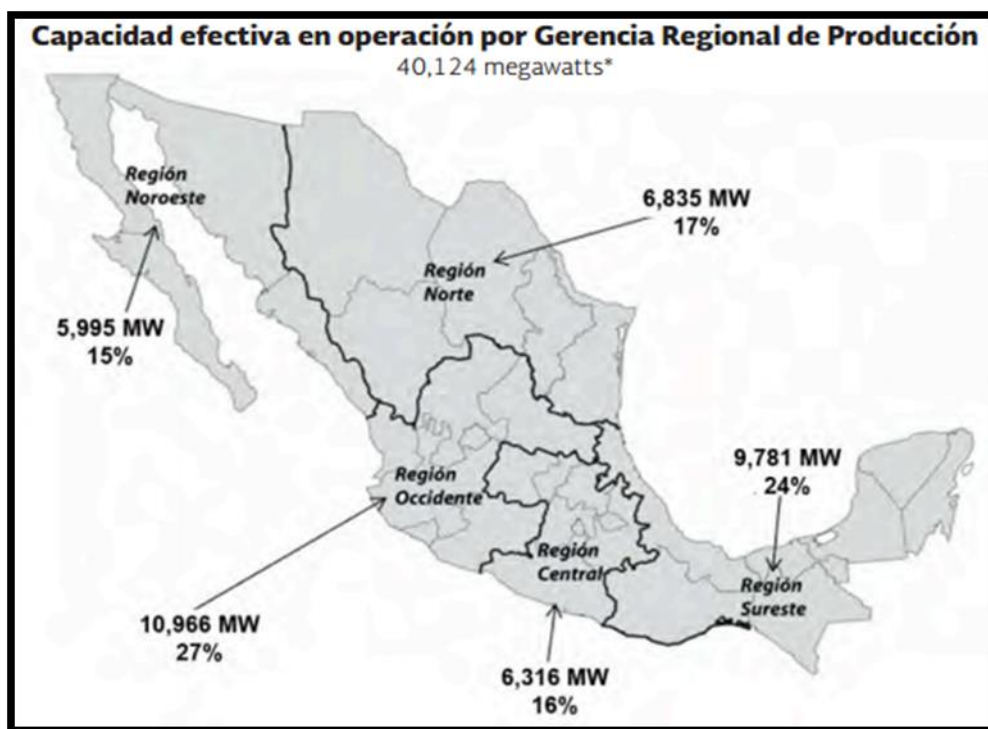 Capacidad efectiva en operación por Gerencia Regional de Producción
40,124 megawatts*
Región
Noroeste
6,835 MW
17%
Región
Norte
5,995 MW
15%
9,781 MW
24%
Región
Occidente
Región
Central
Región
Sureste
10,966 MW
27%
6,316 MW
16%